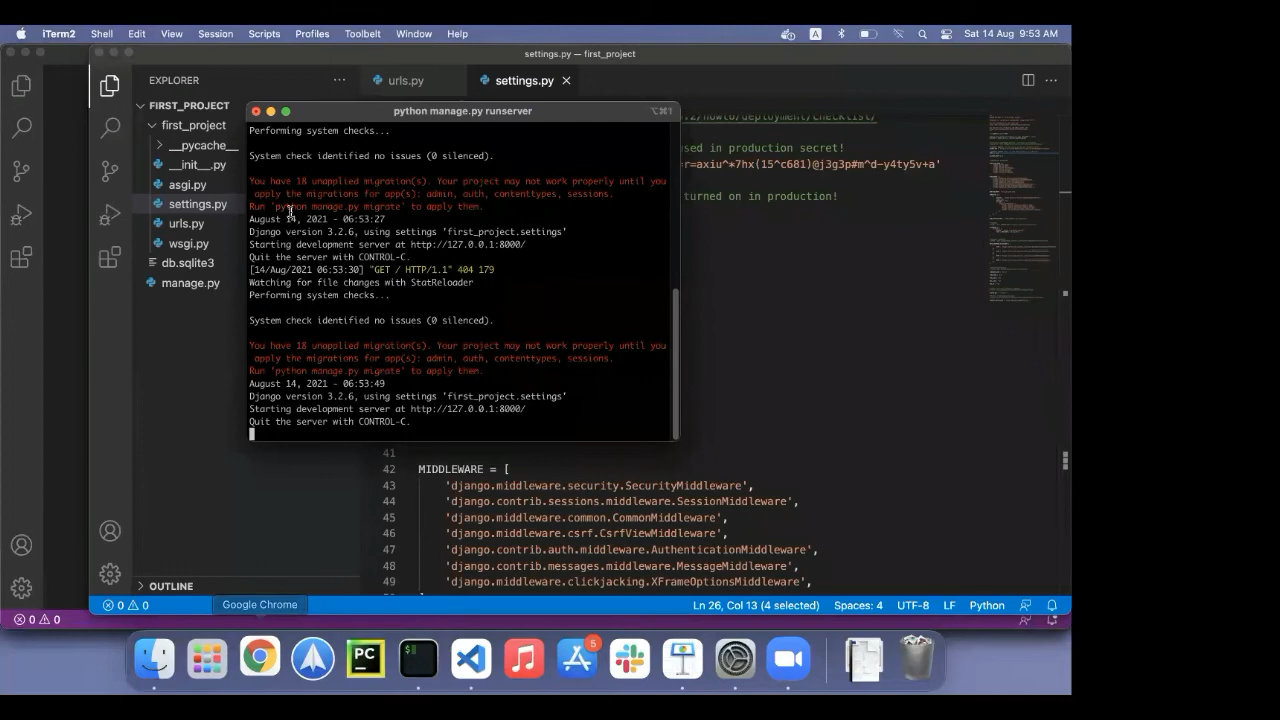 iTerm2 Shell Edit View Session Scripts Profiles Toolbelt Window Help A Sat 14 Aug 9:53 AM
settings.py — first_project
EXPLORER ... urls.py settings.py
FIRST_PROJECT
first_project
__pycache__
__init__.py
asgi.py
settings.py
urls.py
wsgi.py
db.sqlite3
manage.py
OUTLINE
python manage.py runserver ⌥⌘1
Performing system checks...
System check identified no issues (0 silenced).
You have 18 unapplied migration(s). Your project may not work properly until you
apply the migrations for app(s): admin, auth, contenttypes, sessions.
Run 'python manage.py migrate' to apply them.
August 14, 2021 - 06:53:27
Django version 3.2.6, using settings 'first_project.settings'
Starting development server at http://127.0.0.1:8000/
Quit the server with CONTROL-C.
[14/Aug/2021 06:53:30] "GET / HTTP/1.1" 404 179
Watching for file changes with StatReloader
Performing system checks...
System check identified no issues (0 silenced).
You have 18 unapplied migration(s). Your project may not work properly until you
apply the migrations for app(s): admin, auth, contenttypes, sessions.
Run 'python manage.py migrate' to apply them.
August 14, 2021 - 06:53:49
Django version 3.2.6, using settings 'first_project.settings'
Starting development server at http://127.0.0.1:8000/
Quit the server with CONTROL-C.
/howto/deployment/checklist/
used in production secret!
r=axiu^*7hx(15^c681)@j3g3p#m^d-y4ty5v+a'
turned on in production!
41
42 MIDDLEWARE = [
43 'django.middleware.security.SecurityMiddleware',
44 'django.contrib.sessions.middleware.SessionMiddleware',
45 'django.middleware.common.CommonMiddleware',
46 'django.middleware.csrf.CsrfViewMiddleware',
47 'django.contrib.auth.middleware.AuthenticationMiddleware',
48 'django.contrib.messages.middleware.MessageMiddleware',
49 'django.middleware.clickjacking.XFrameOptionsMiddleware',
0 0 Google Chrome Ln 26, Col 13 (4 selected) Spaces: 4 UTF-8 LF Python
0 0
PC
$
5